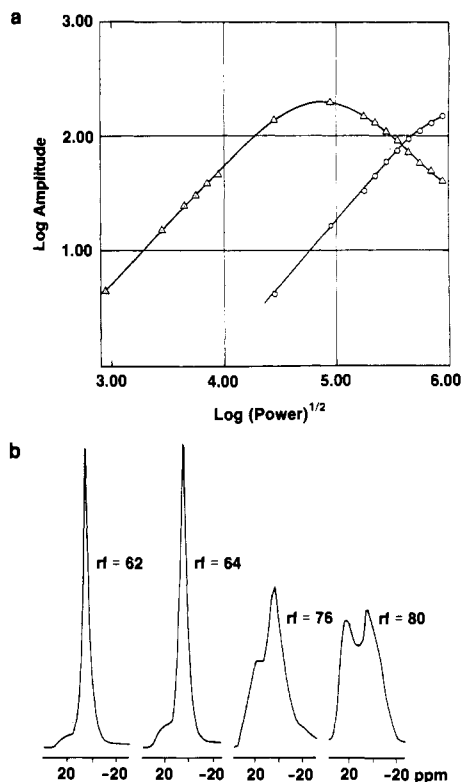 a
3.00
2.00
1.00
Log Amplitude
3.00 4.00 5.00 6.00
Log (Power)^1/2
b
rf = 62
rf = 64
rf = 76
rf = 80
20 -20 20 -20 20 -20 20 -20 ppm